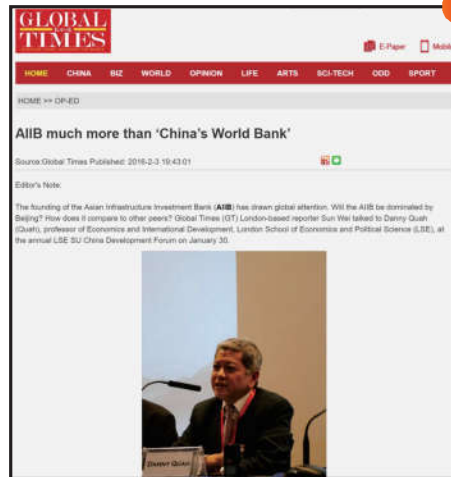 GLOBAL
TIMES
E-Paper Mobil
HOME CHINA BIZ WORLD OPINION LIFE ARTS SCI-TECH ODD SPORT
HOME >> OP-ED
AIIB much more than ‘China’s World Bank’
Source:Global Times Published: 2016-2-3 19:43:01
Editor's Note:
The founding of the Asian Infrastructure Investment Bank (AIIB) has drawn global attention. Will the AIIB be dominated by
Beijing? How does it compare to other peers? Global Times (GT) London-based reporter Sun Wei talked to Danny Quah
(Quah), professor of Economics and International Development, London School of Economics and Political Science (LSE), at
the annual LSE SU China Development Forum on January 30.
DANNY QUAH